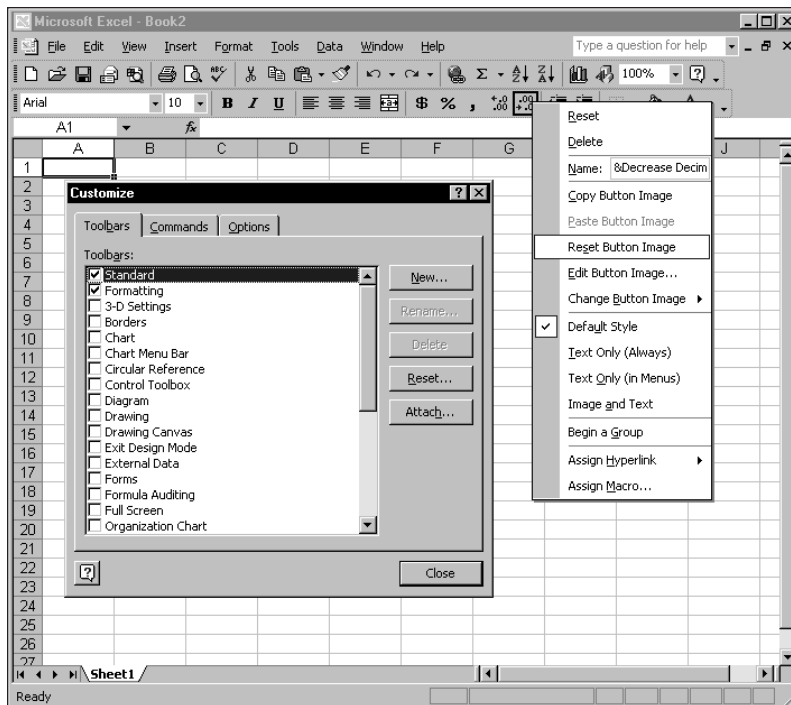 Microsoft Excel - Book2
File Edit View Insert Format Tools Data Window Help Type a question for help
ABC Σ A Z Z A 100% ?
Arial 10 B I U $ % , .0 .00 .00 .0
A1 fx
A B C D E F G J
1
2
3
4
5
6
7
8
9
10
11
12
13
14
15
16
17
18
19
20
21
22
23
24
25
26
27
Customize ?
Toolbars Commands Options
Toolbars:
Standard
Formatting
3-D Settings
Borders
Chart
Chart Menu Bar
Circular Reference
Control Toolbox
Diagram
Drawing
Drawing Canvas
Exit Design Mode
External Data
Forms
Formula Auditing
Full Screen
Organization Chart
New...
Rename...
Delete
Reset...
Attach...
?
Close
Reset
Delete
Name: &Decrease Decim
Copy Button Image
Paste Button Image
Reset Button Image
Edit Button Image...
Change Button Image
Default Style
Text Only (Always)
Text Only (in Menus)
Image and Text
Begin a Group
Assign Hyperlink
Assign Macro...
Sheet1
Ready